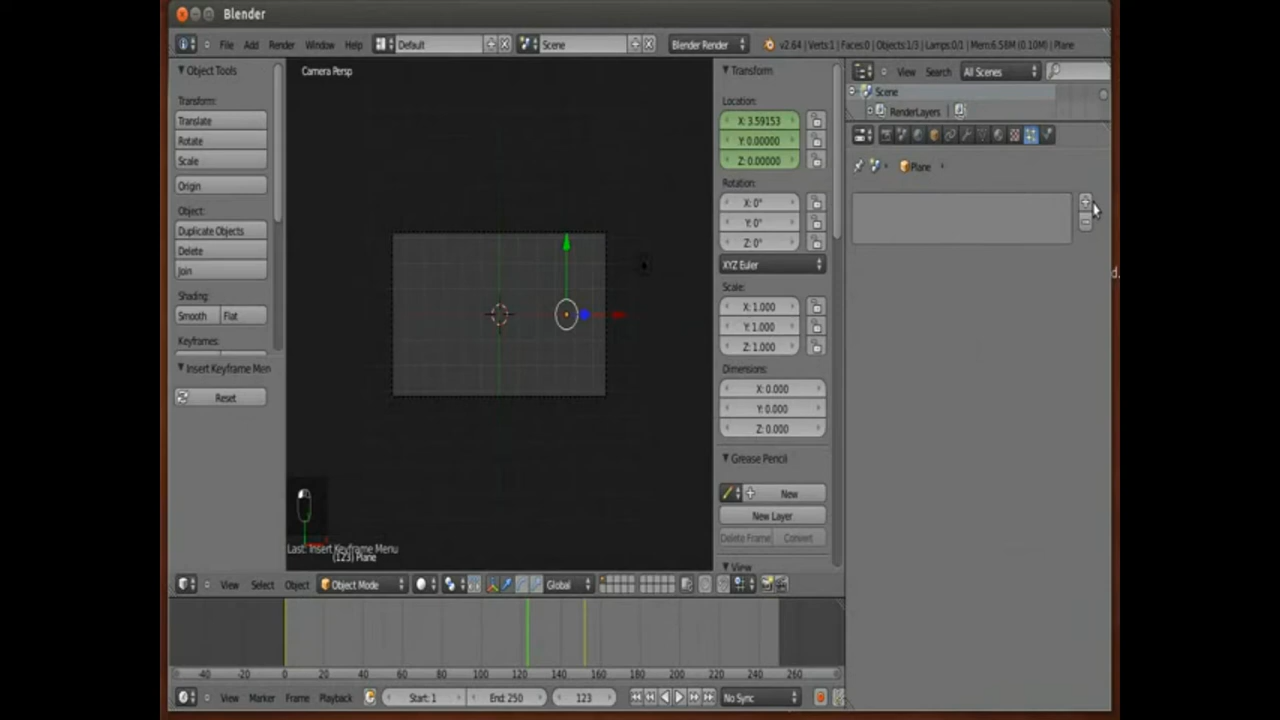 Blender
File Add Render Window Help Default Scene Blender Render v2.64 | Verts:1 | Faces:0 | Objects:1/3 | Lamps:0/1 | Mem:6.58M (0.10M) | Plane
Object Tools
Transform:
Translate
Rotate
Scale
Origin
Object:
Duplicate Objects
Delete
Join
Shading:
Smooth Flat
Keyframes:
Insert Keyframe Men
Reset
Camera Persp
Last: Insert Keyframe Menu
(123) Plane
Transform
Location:
X: 3.59153
Y: 0.00000
Z: 0.00000
Rotation:
X: 0°
Y: 0°
Z: 0°
XYZ Euler
Scale:
X: 1.000
Y: 1.000
Z: 1.000
Dimensions:
X: 0.000
Y: 0.000
Z: 0.000
Grease Pencil
New
New Layer
Delete Frame Convert
View
View Search All Scenes
Scene
RenderLayers
Plane
d.
View Select Object Object Mode Global
-40 -20 0 20 40 60 80 100 120 140 160 180 200 220 240 260
View Marker Frame Playback Start: 1 End: 250 123 No Sync